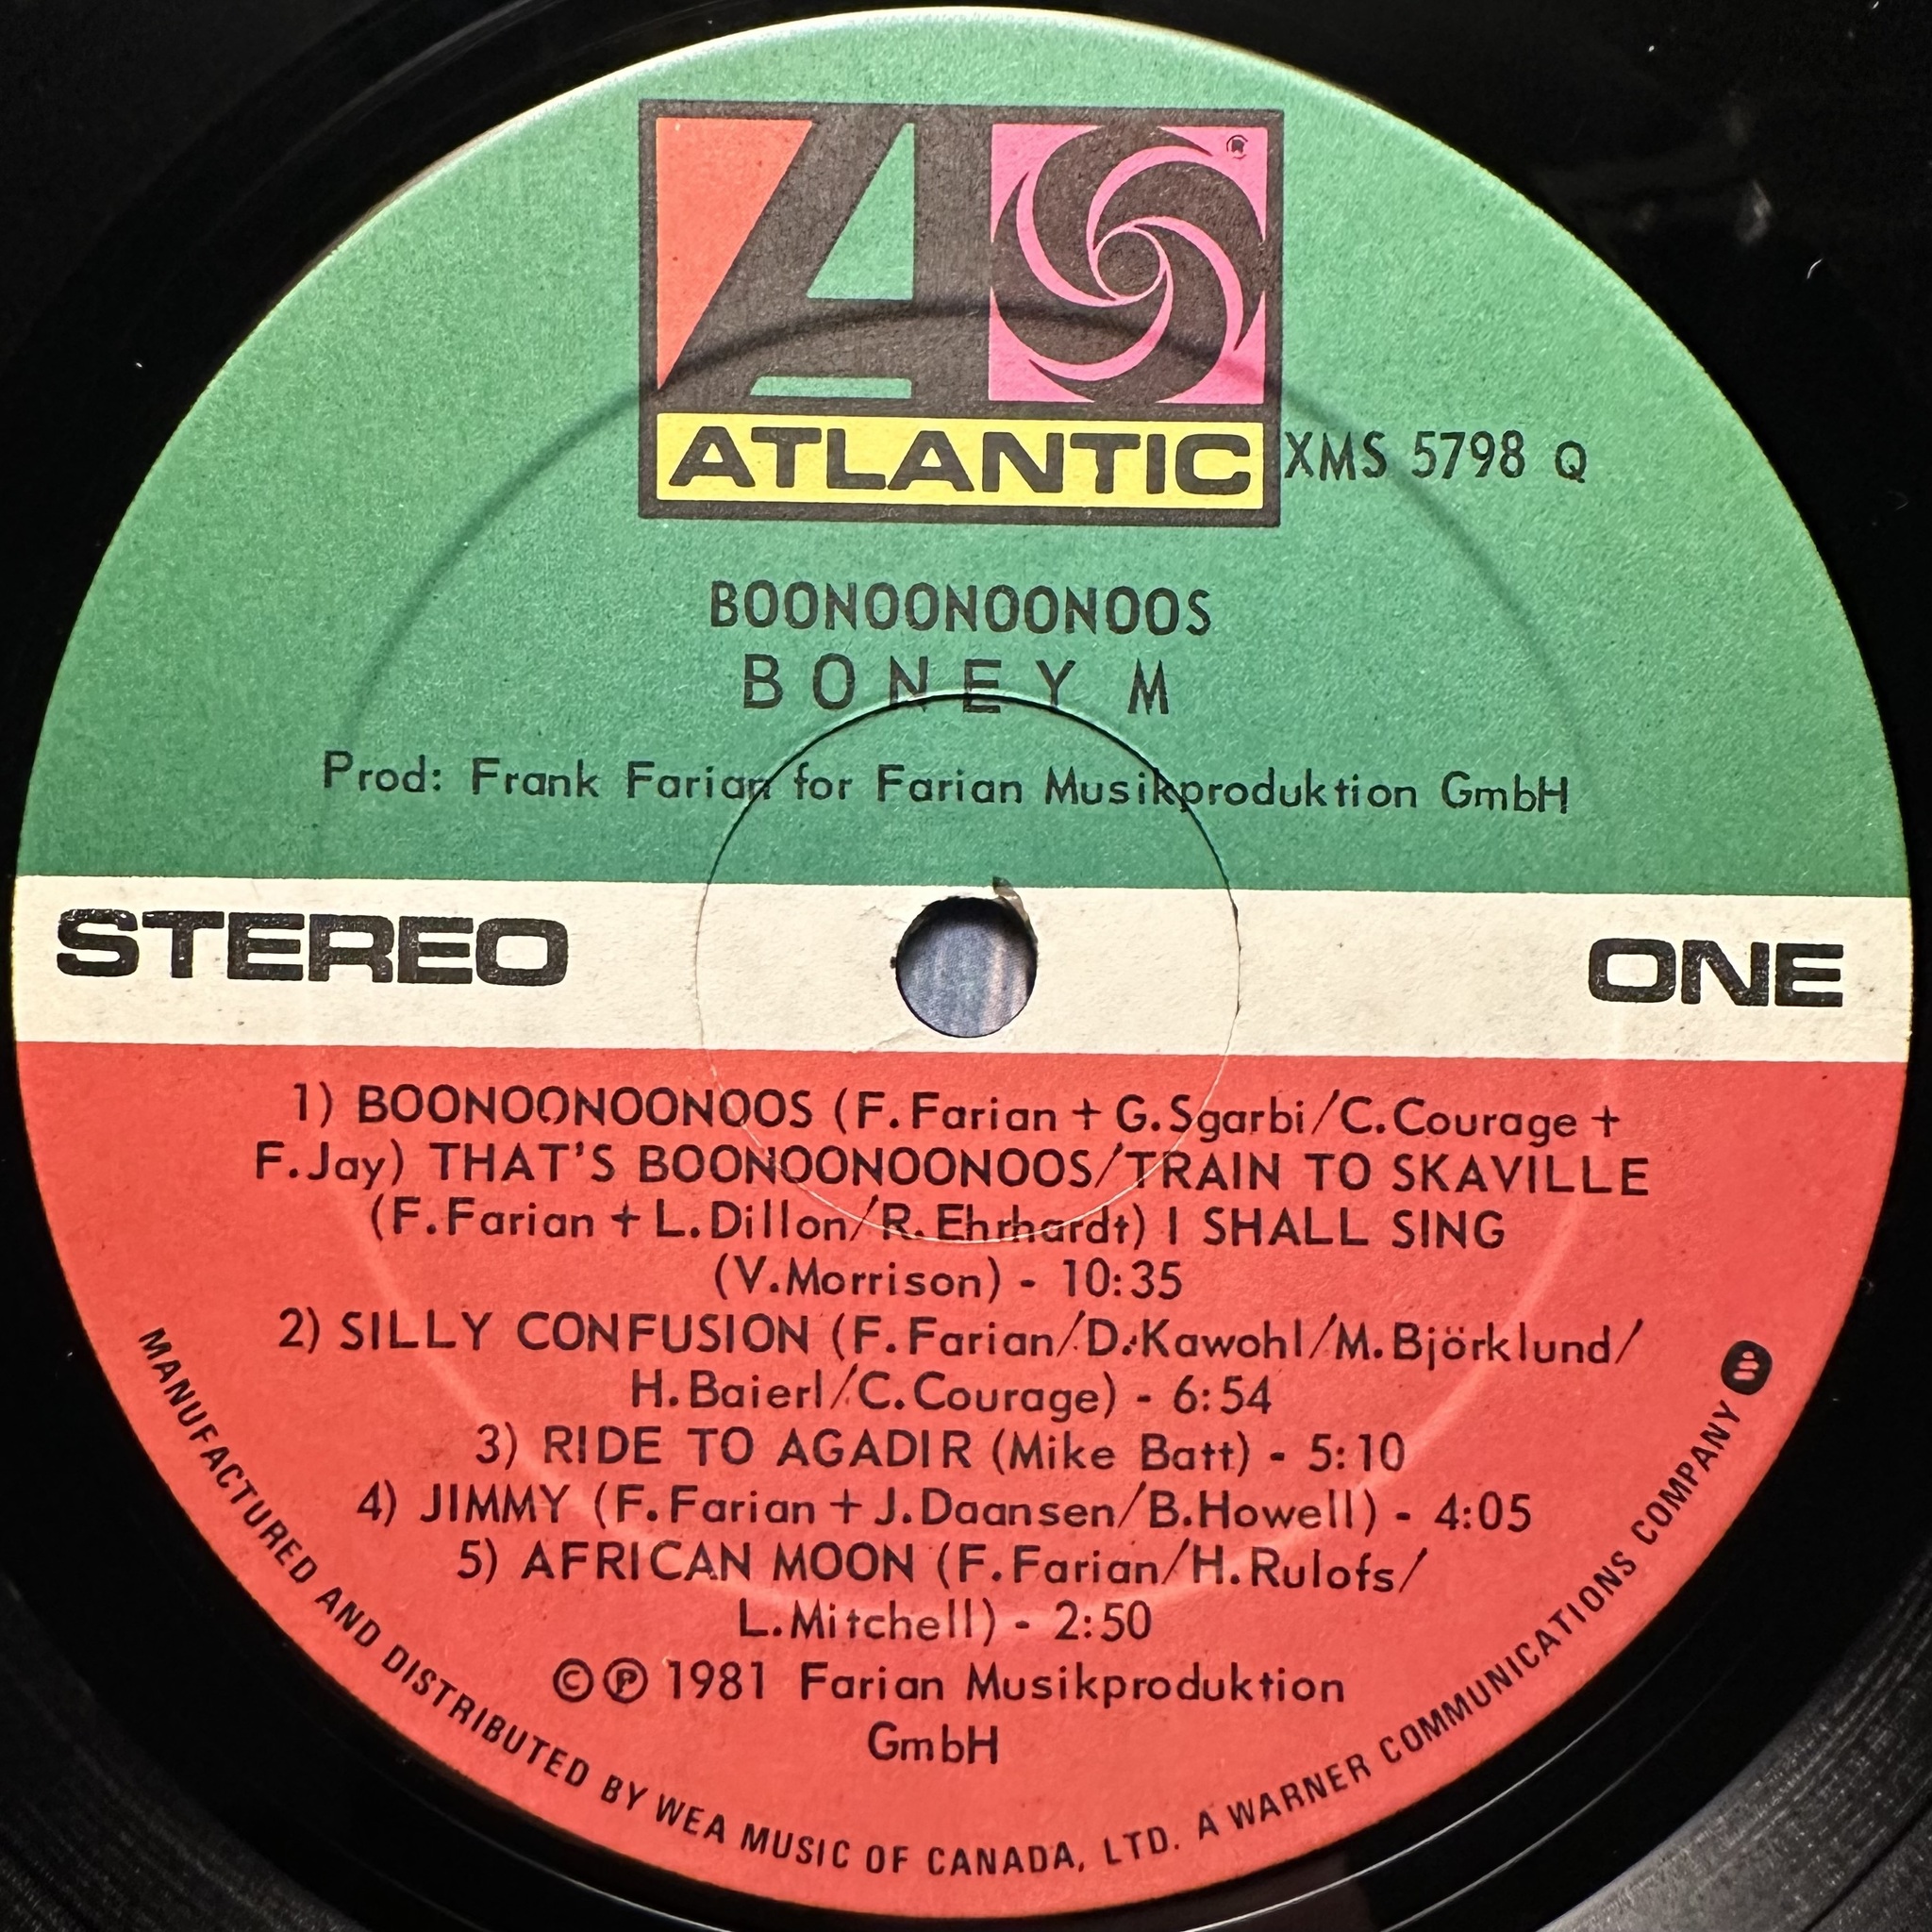 ®
ATLANTIC
XMS 5798 Q
BOONOONOONOOS
BONEY M
Prod: Frank Farian for Farian Musikproduktion GmbH
STEREO
ONE
1) BOONOONOONOOS (F.Farian + G.Sgarbi/C.Courage +
F.Jay) THAT'S BOONOONOONOOS/TRAIN TO SKAVILLE
(F.Farian + L.Dillon/R.Ehrhardt) I SHALL SING
(V.Morrison) - 10:35
2) SILLY CONFUSION (F.Farian/D.Kawohl/M.Björklund/
H.Baierl/C.Courage) - 6:54
3) RIDE TO AGADIR (Mike Batt) - 5:10
4) JIMMY (F.Farian + J.Daansen/B.Howell) - 4:05
5) AFRICAN MOON (F.Farian/H.Rulofs/
L.Mitchell) - 2:50
©℗ 1981 Farian Musikproduktion
GmbH
MANUFACTURED AND DISTRIBUTED BY WEA MUSIC OF CANADA, LTD. A WARNER COMMUNICATIONS COMPANY